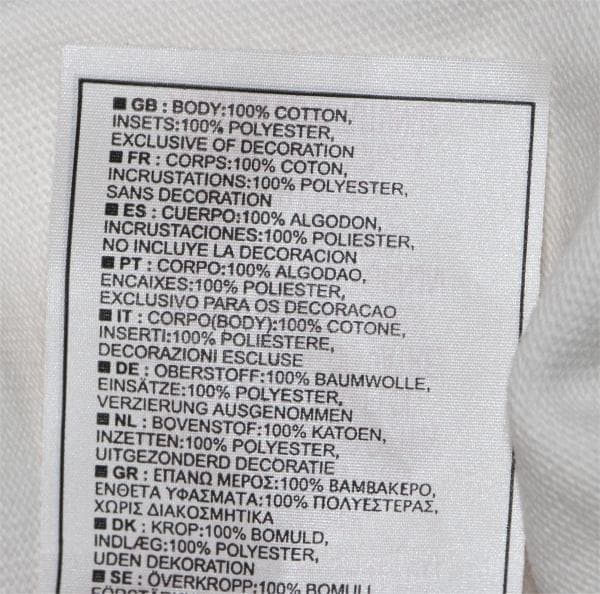 ■ GB : BODY:100% COTTON,
INSETS:100% POLYESTER,
EXCLUSIVE OF DECORATION
■ FR : CORPS:100% COTON,
INCRUSTATIONS:100% POLYESTER,
SANS DECORATION
■ ES : CUERPO:100% ALGODON,
INCRUSTACIONES:100% POLIESTER,
NO INCLUYE LA DECORACION
■ PT : CORPO:100% ALGODAO,
ENCAIXES:100% POLIESTER,
EXCLUSIVO PARA OS DECORACAO
■ IT : CORPO(BODY):100% COTONE,
INSERTI:100% POLIESTERE,
DECORAZIONI ESCLUSE
■ DE : OBERSTOFF:100% BAUMWOLLE,
EINSÄTZE:100% POLYESTER,
VERZIERUNG AUSGENOMMEN
■ NL : BOVENSTOF:100% KATOEN,
INZETTEN:100% POLYESTER,
UITGEZONDERD DECORATIE
■ GR : ΕΠΑΝΩ ΜΕΡΟΣ:100% ΒΑΜΒΑΚΕΡΟ,
ΕΝΘΕΤΑ ΥΦΑΣΜΑΤΑ:100% ΠΟΛΥΕΣΤΕΡΑΣ,
ΧΩΡΙΣ ΔΙΑΚΟΣΜΗΤΙΚΑ
■ DK : KROP:100% BOMULD,
INDLÆG:100% POLYESTER,
UDEN DEKORATION
■ SE : ÖVERKROPP:100% BOMULL